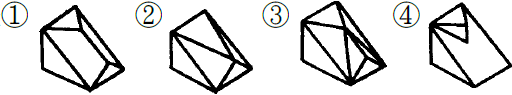 ① ② ③ ④